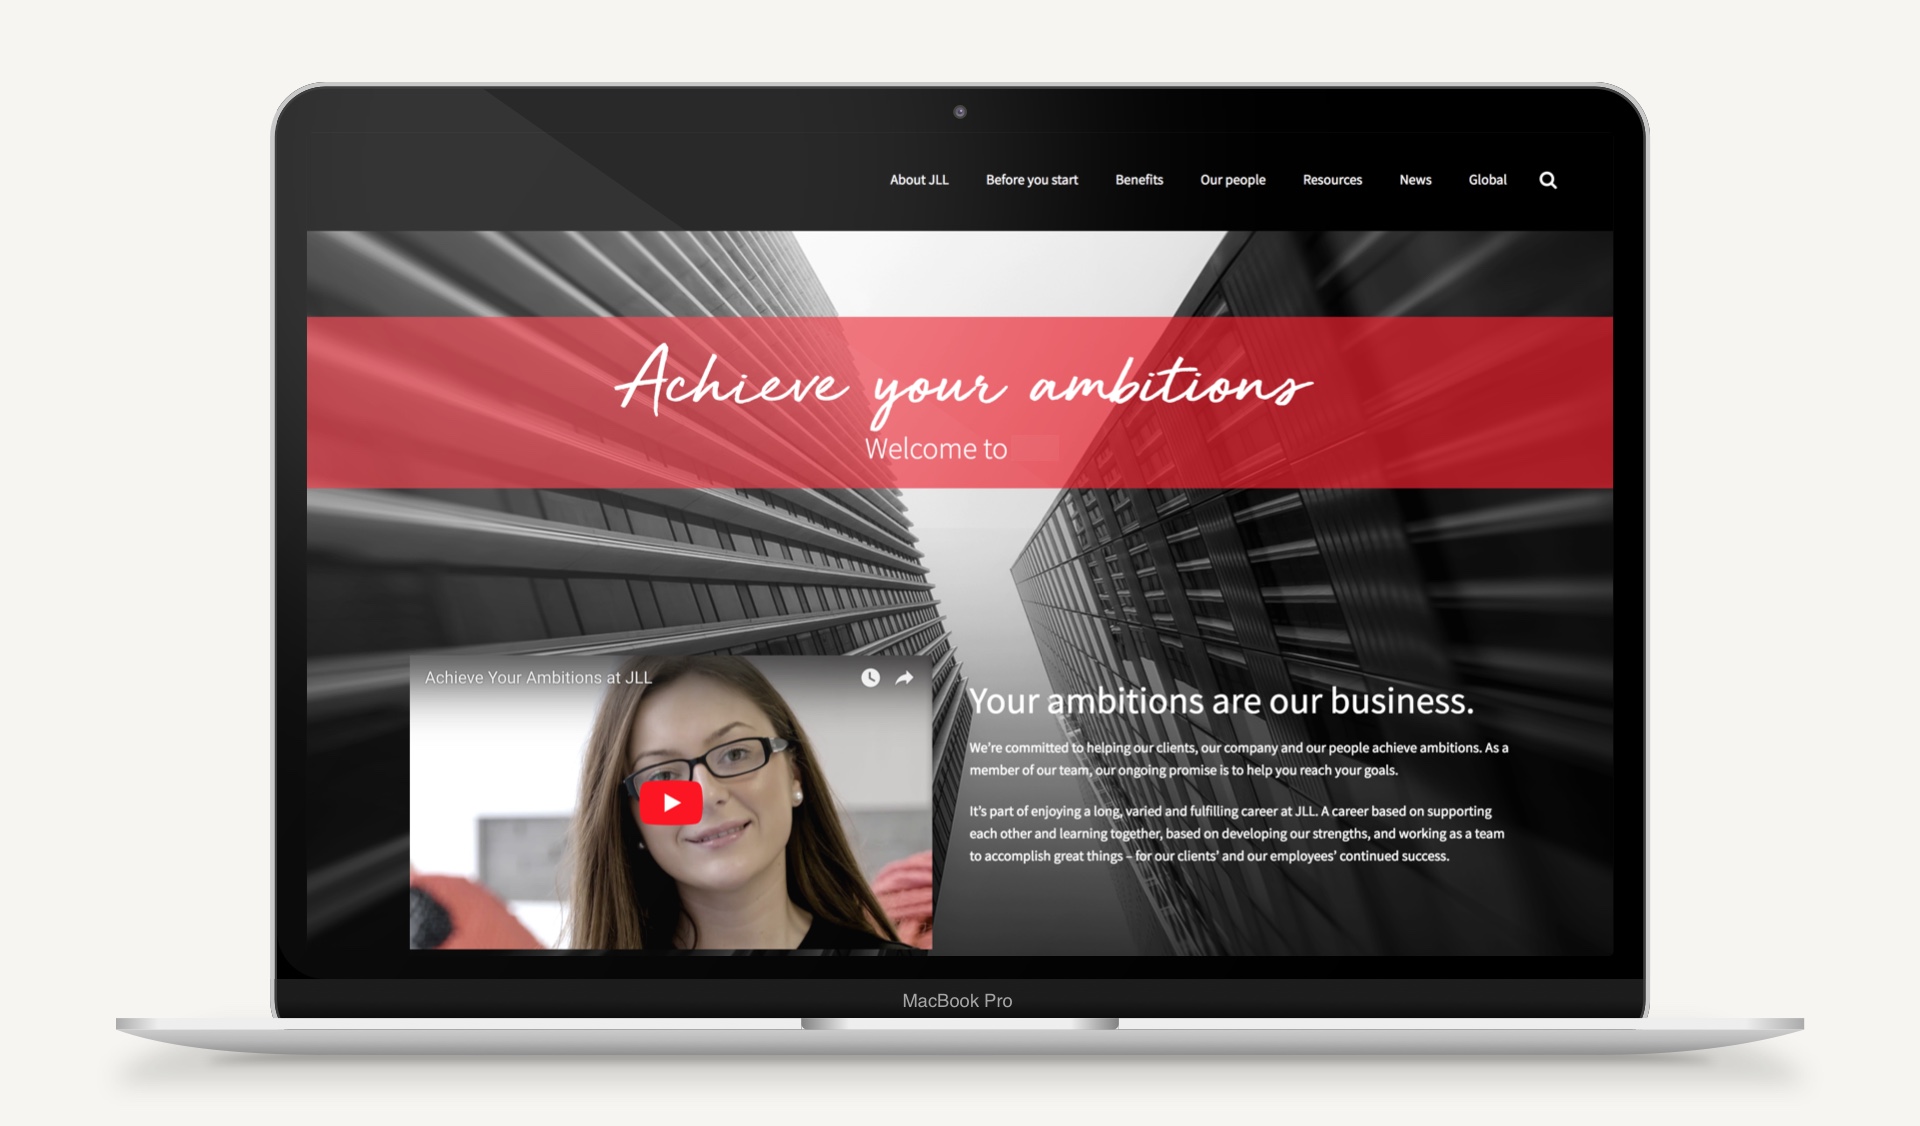 About JLL Before you start Benefits Our people Resources News Global
Achieve your ambitions
Welcome to
Achieve Your Ambitions at JLL
Your ambitions are our business.
We're committed to helping our clients, our company and our people achieve ambitions. As a
member of our team, our ongoing promise is to help you reach your goals.
It's part of enjoying a long, varied and fulfilling career at JLL. A career based on supporting
each other and learning together, based on developing our strengths, and working as a team
to accomplish great things – for our clients' and our employees' continued success.
MacBook Pro